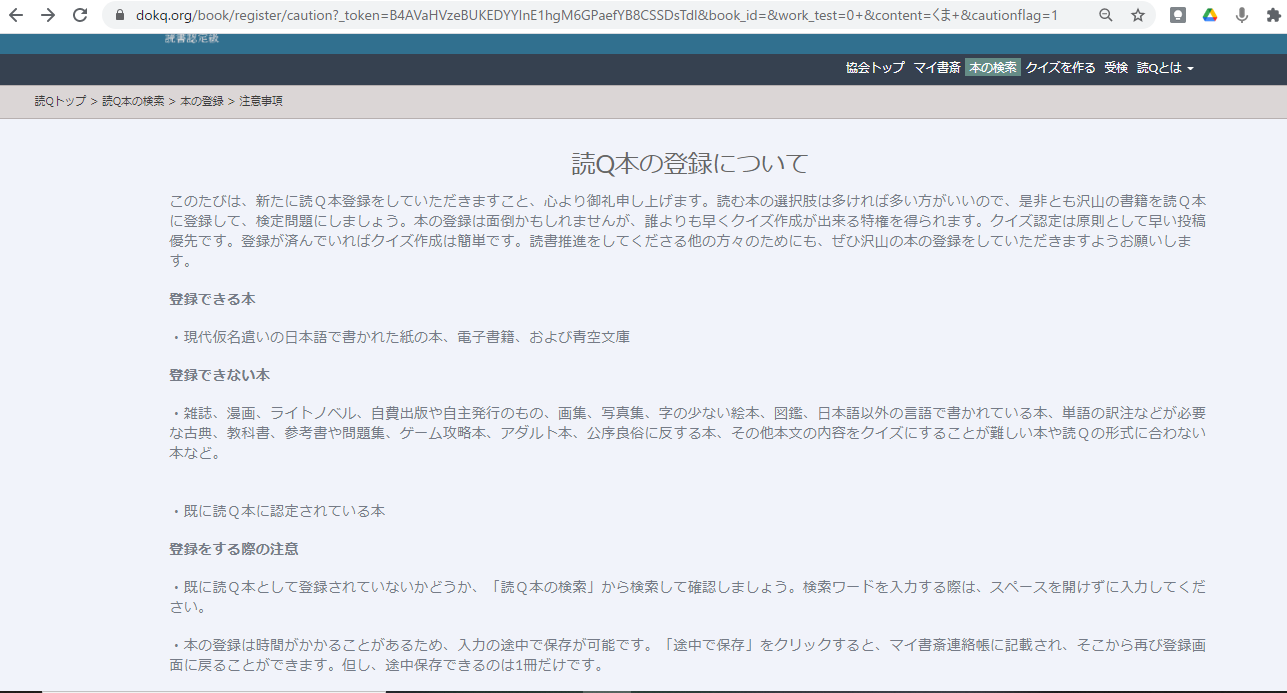 dokq.org/book/register/caution?_token=B4AVaHVzeBUKEDYYInE1hgM6GPaefYB8CSSDsTdI&book_id=&work_test=0+&content=くま+&cautionflag=1
読書認定級
協会トップ マイ書斎 本の検索 クイズを作る 受検 読Qとは
読Qトップ > 読Q本の検索 > 本の登録 > 注意事項
読Q本の登録について
このたびは、新たに読Ｑ本登録をしていただきますこと、心より御礼申し上げます。読む本の選択肢は多ければ多い方がいいので、是非とも沢山の書籍を読Ｑ本
に登録して、検定問題にしましょう。本の登録は面倒かもしれませんが、誰よりも早くクイズ作成が出来る特権を得られます。クイズ認定は原則として早い投稿
優先です。登録が済んでいればクイズ作成は簡単です。読書推進をしてくださる他の方々のためにも、ぜひ沢山の本の登録をしていただきますようお願いしま
す。
登録できる本
・現代仮名遣いの日本語で書かれた紙の本、電子書籍、および青空文庫
登録できない本
・雑誌、漫画、ライトノベル、自費出版や自主発行のもの、画集、写真集、字の少ない絵本、図鑑、日本語以外の言語で書かれている本、単語の訳注などが必要
な古典、教科書、参考書や問題集、ゲーム攻略本、アダルト本、公序良俗に反する本、その他本文の内容をクイズにすることが難しい本や読Ｑの形式に合わない
本など。
・既に読Ｑ本に認定されている本
登録をする際の注意
・既に読Ｑ本として登録されていないかどうか、「読Ｑ本の検索」から検索して確認しましょう。検索ワードを入力する際は、スペースを開けずに入力してくだ
さい。
・本の登録は時間がかかることがあるため、入力の途中で保存が可能です。「途中で保存」をクリックすると、マイ書斎連絡帳に記載され、そこから再び登録画
面に戻ることができます。但し、途中保存できるのは1冊だけです。